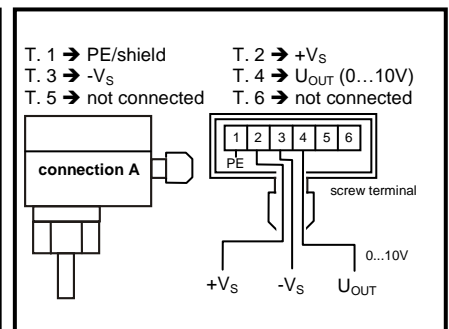 T. 1 ➔ PE/shield T. 2 ➔ +VS
T. 3 ➔ -VS T. 4 ➔ UOUT (0...10V)
T. 5 ➔ not connected T. 6 ➔ not connected
connection A
1 2 3 4 5 6
PE
screw terminal
0...10V
+VS -VS UOUT